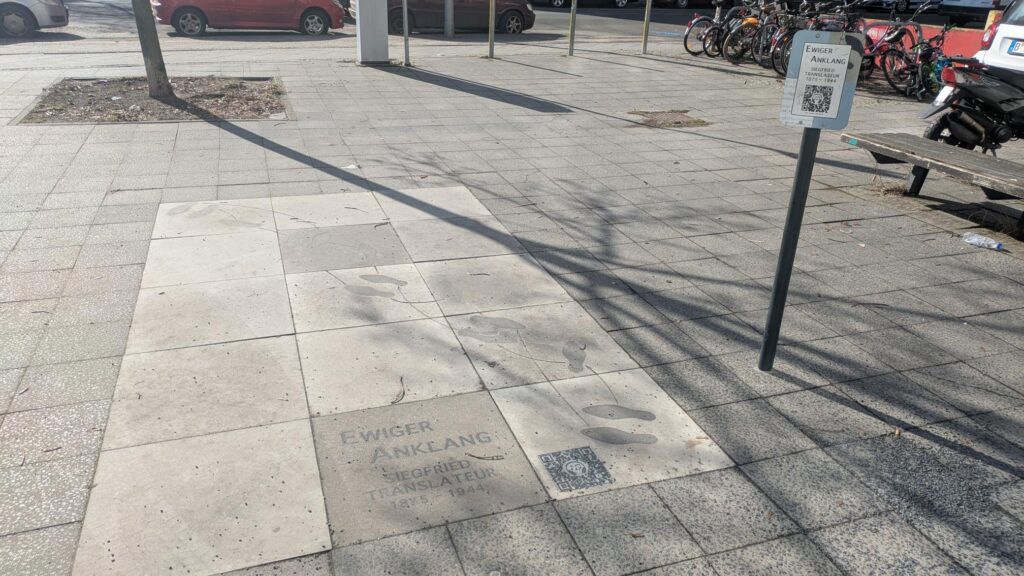 EWIGER
ANKLANG
SIEGFRIED
TRANSLATEUR
1875 - 1944
EWIGER
ANKLANG
SIEGFRIED
TRANSLATEUR
1875 - 1944